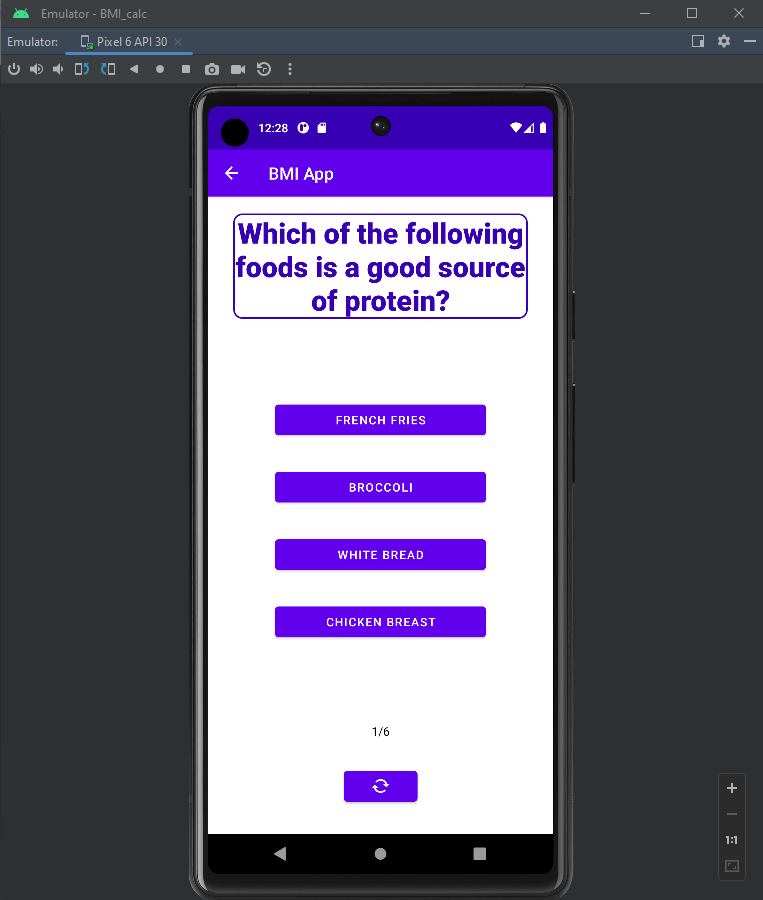 Emulator - BMI_calc
Emulator: Pixel 6 API 30
12:28
BMI App
Which of the following
foods is a good source
of protein?
FRENCH FRIES
BROCCOLI
WHITE BREAD
CHICKEN BREAST
1/6
1:1